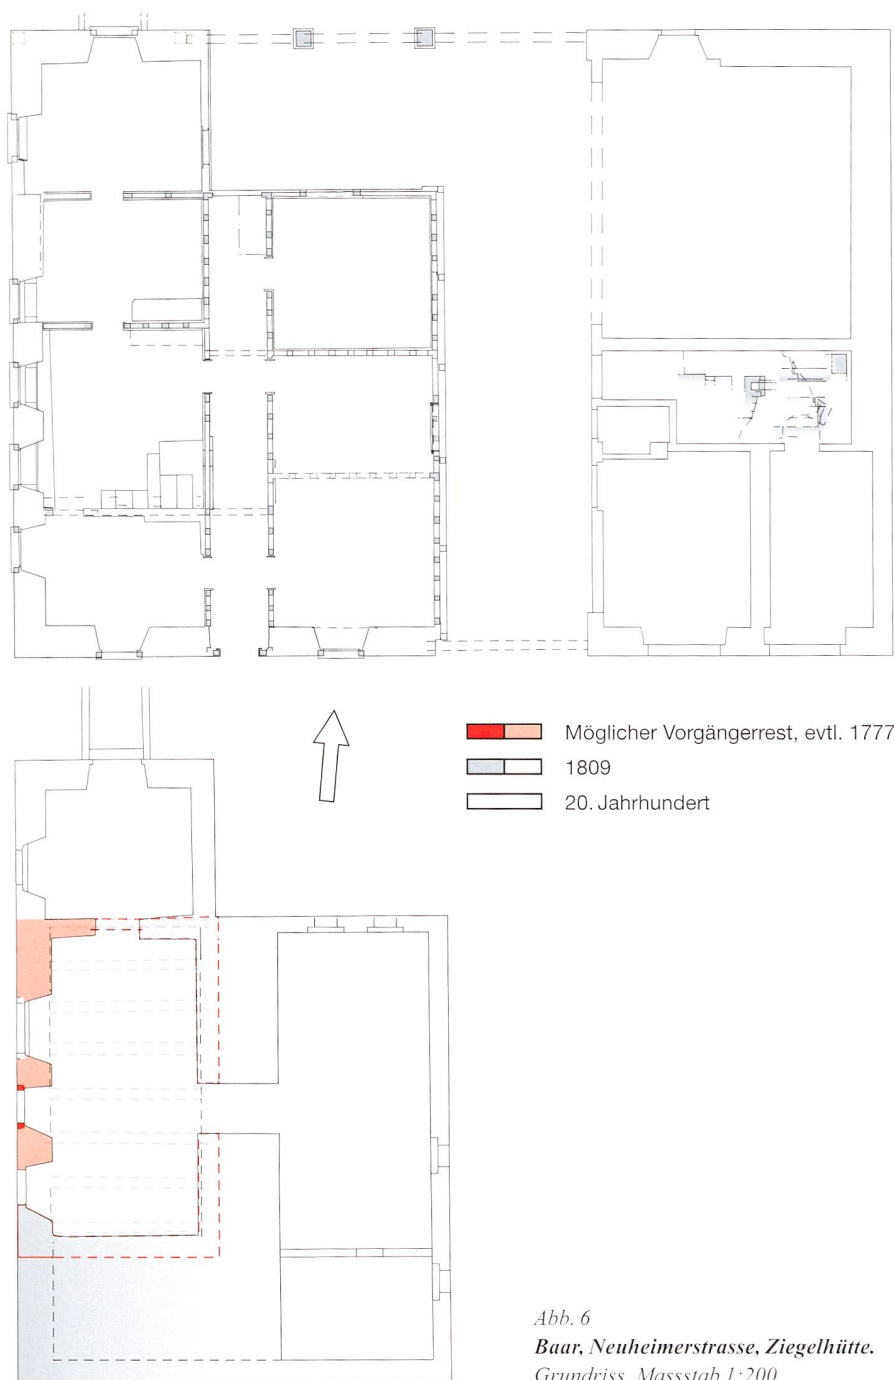 Möglicher Vorgängerrest, evtl. 1777
1809
20. Jahrhundert
Abb. 6
Baar, Neuheimerstrasse, Ziegelhütte.
Grundriss. Massstab 1:200.